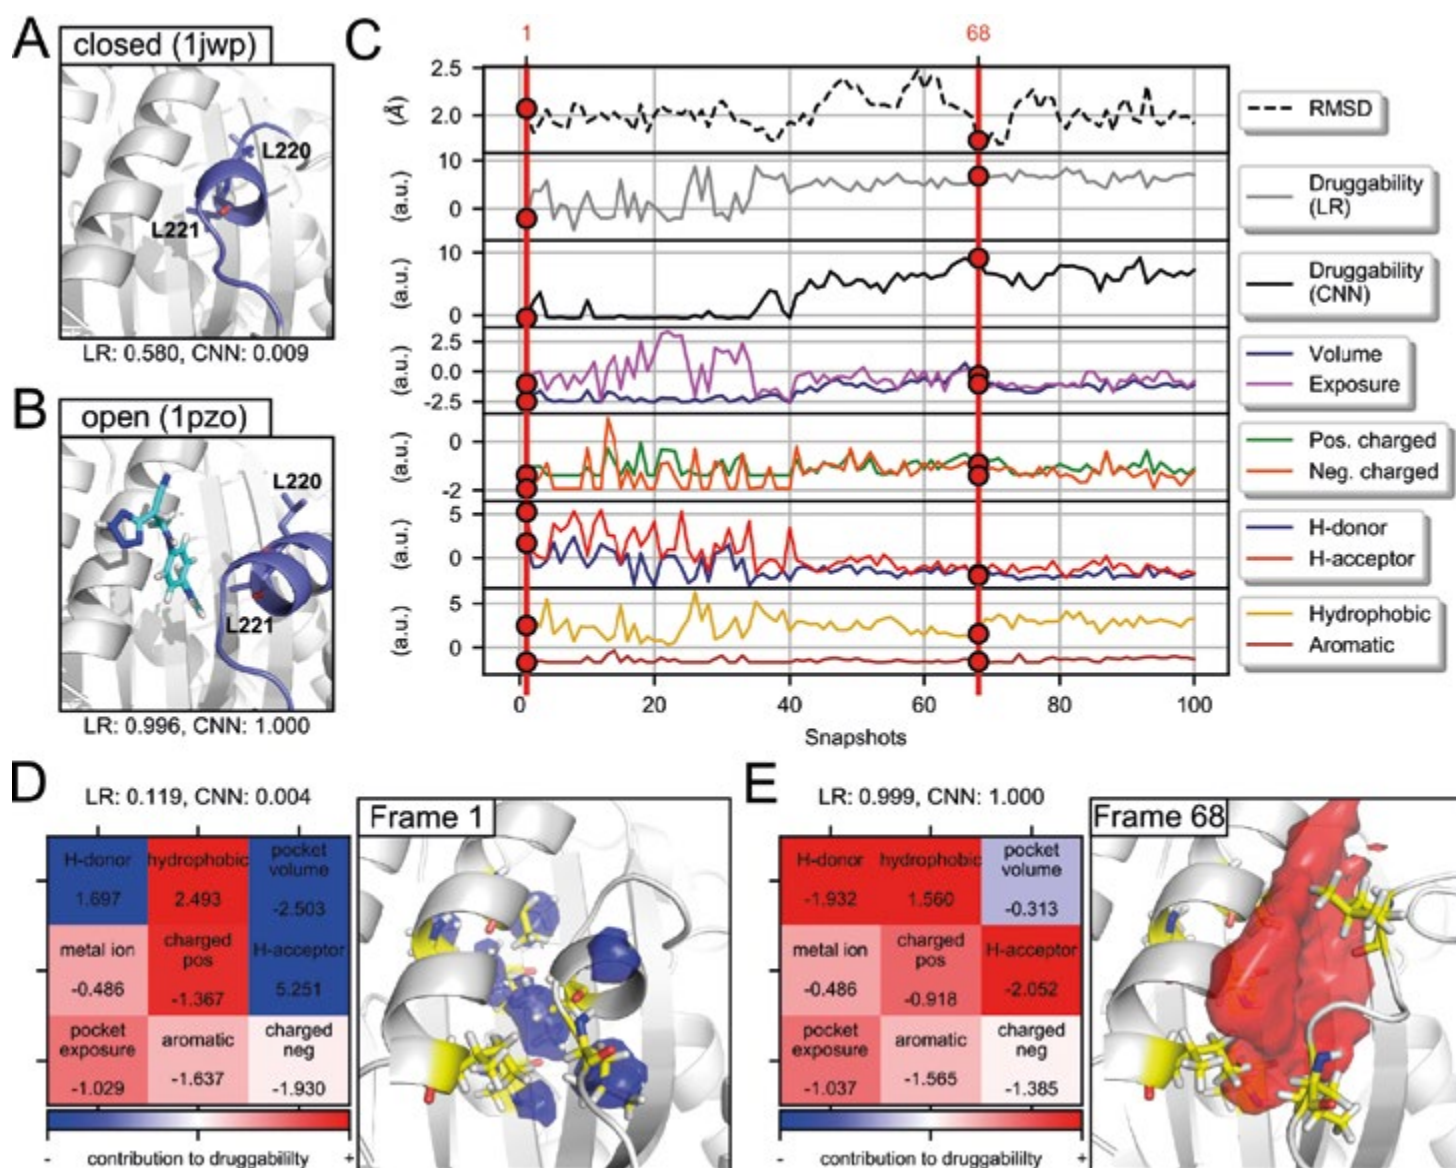 A
closed (1jwp)
L220
L221
LR: 0.580, CNN: 0.009
B
open (1pzo)
L220
L221
LR: 0.996, CNN: 1.000
C
1
68
2.5
2.0
(Å)
RMSD
10
0
(a.u.)
Druggability
(LR)
10
0
(a.u.)
Druggability
(CNN)
2.5
0.0
-2.5
(a.u.)
Volume
Exposure
0
-2
(a.u.)
Pos. charged
Neg. charged
5
0
(a.u.)
H-donor
H-acceptor
5
0
(a.u.)
Hydrophobic
Aromatic
0 20 40 60 80 100
Snapshots
D
LR: 0.119, CNN: 0.004
H-donor
1.697
hydrophobic
2.493
pocket
volume
-2.503
metal ion
-0.486
charged
pos
-1.367
H-acceptor
5.251
pocket
exposure
-1.029
aromatic
-1.637
charged
neg
-1.930
- contribution to druggabililty +
Frame 1
E
LR: 0.999, CNN: 1.000
H-donor
-1.932
hydrophobic
1.560
pocket
volume
-0.313
metal ion
-0.486
charged
pos
-0.918
H-acceptor
-2.052
pocket
exposure
-1.037
aromatic
-1.565
charged
neg
-1.385
- contribution to druggabililty +
Frame 68